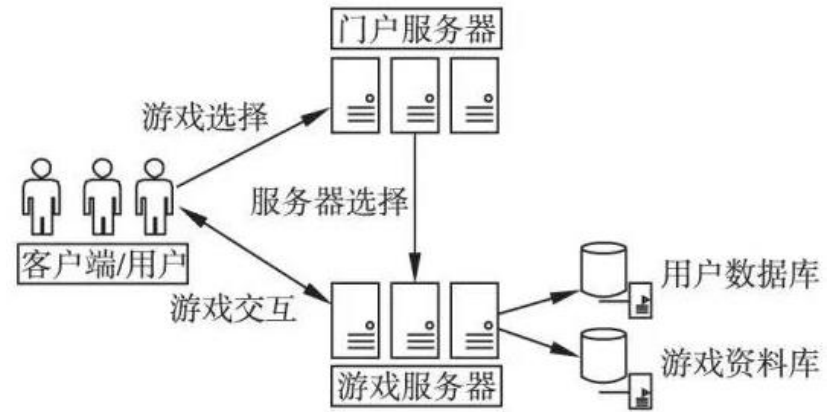 门户服务器
游戏选择
服务器选择
客户端/用户
游戏交互
用户数据库
游戏资料库
游戏服务器